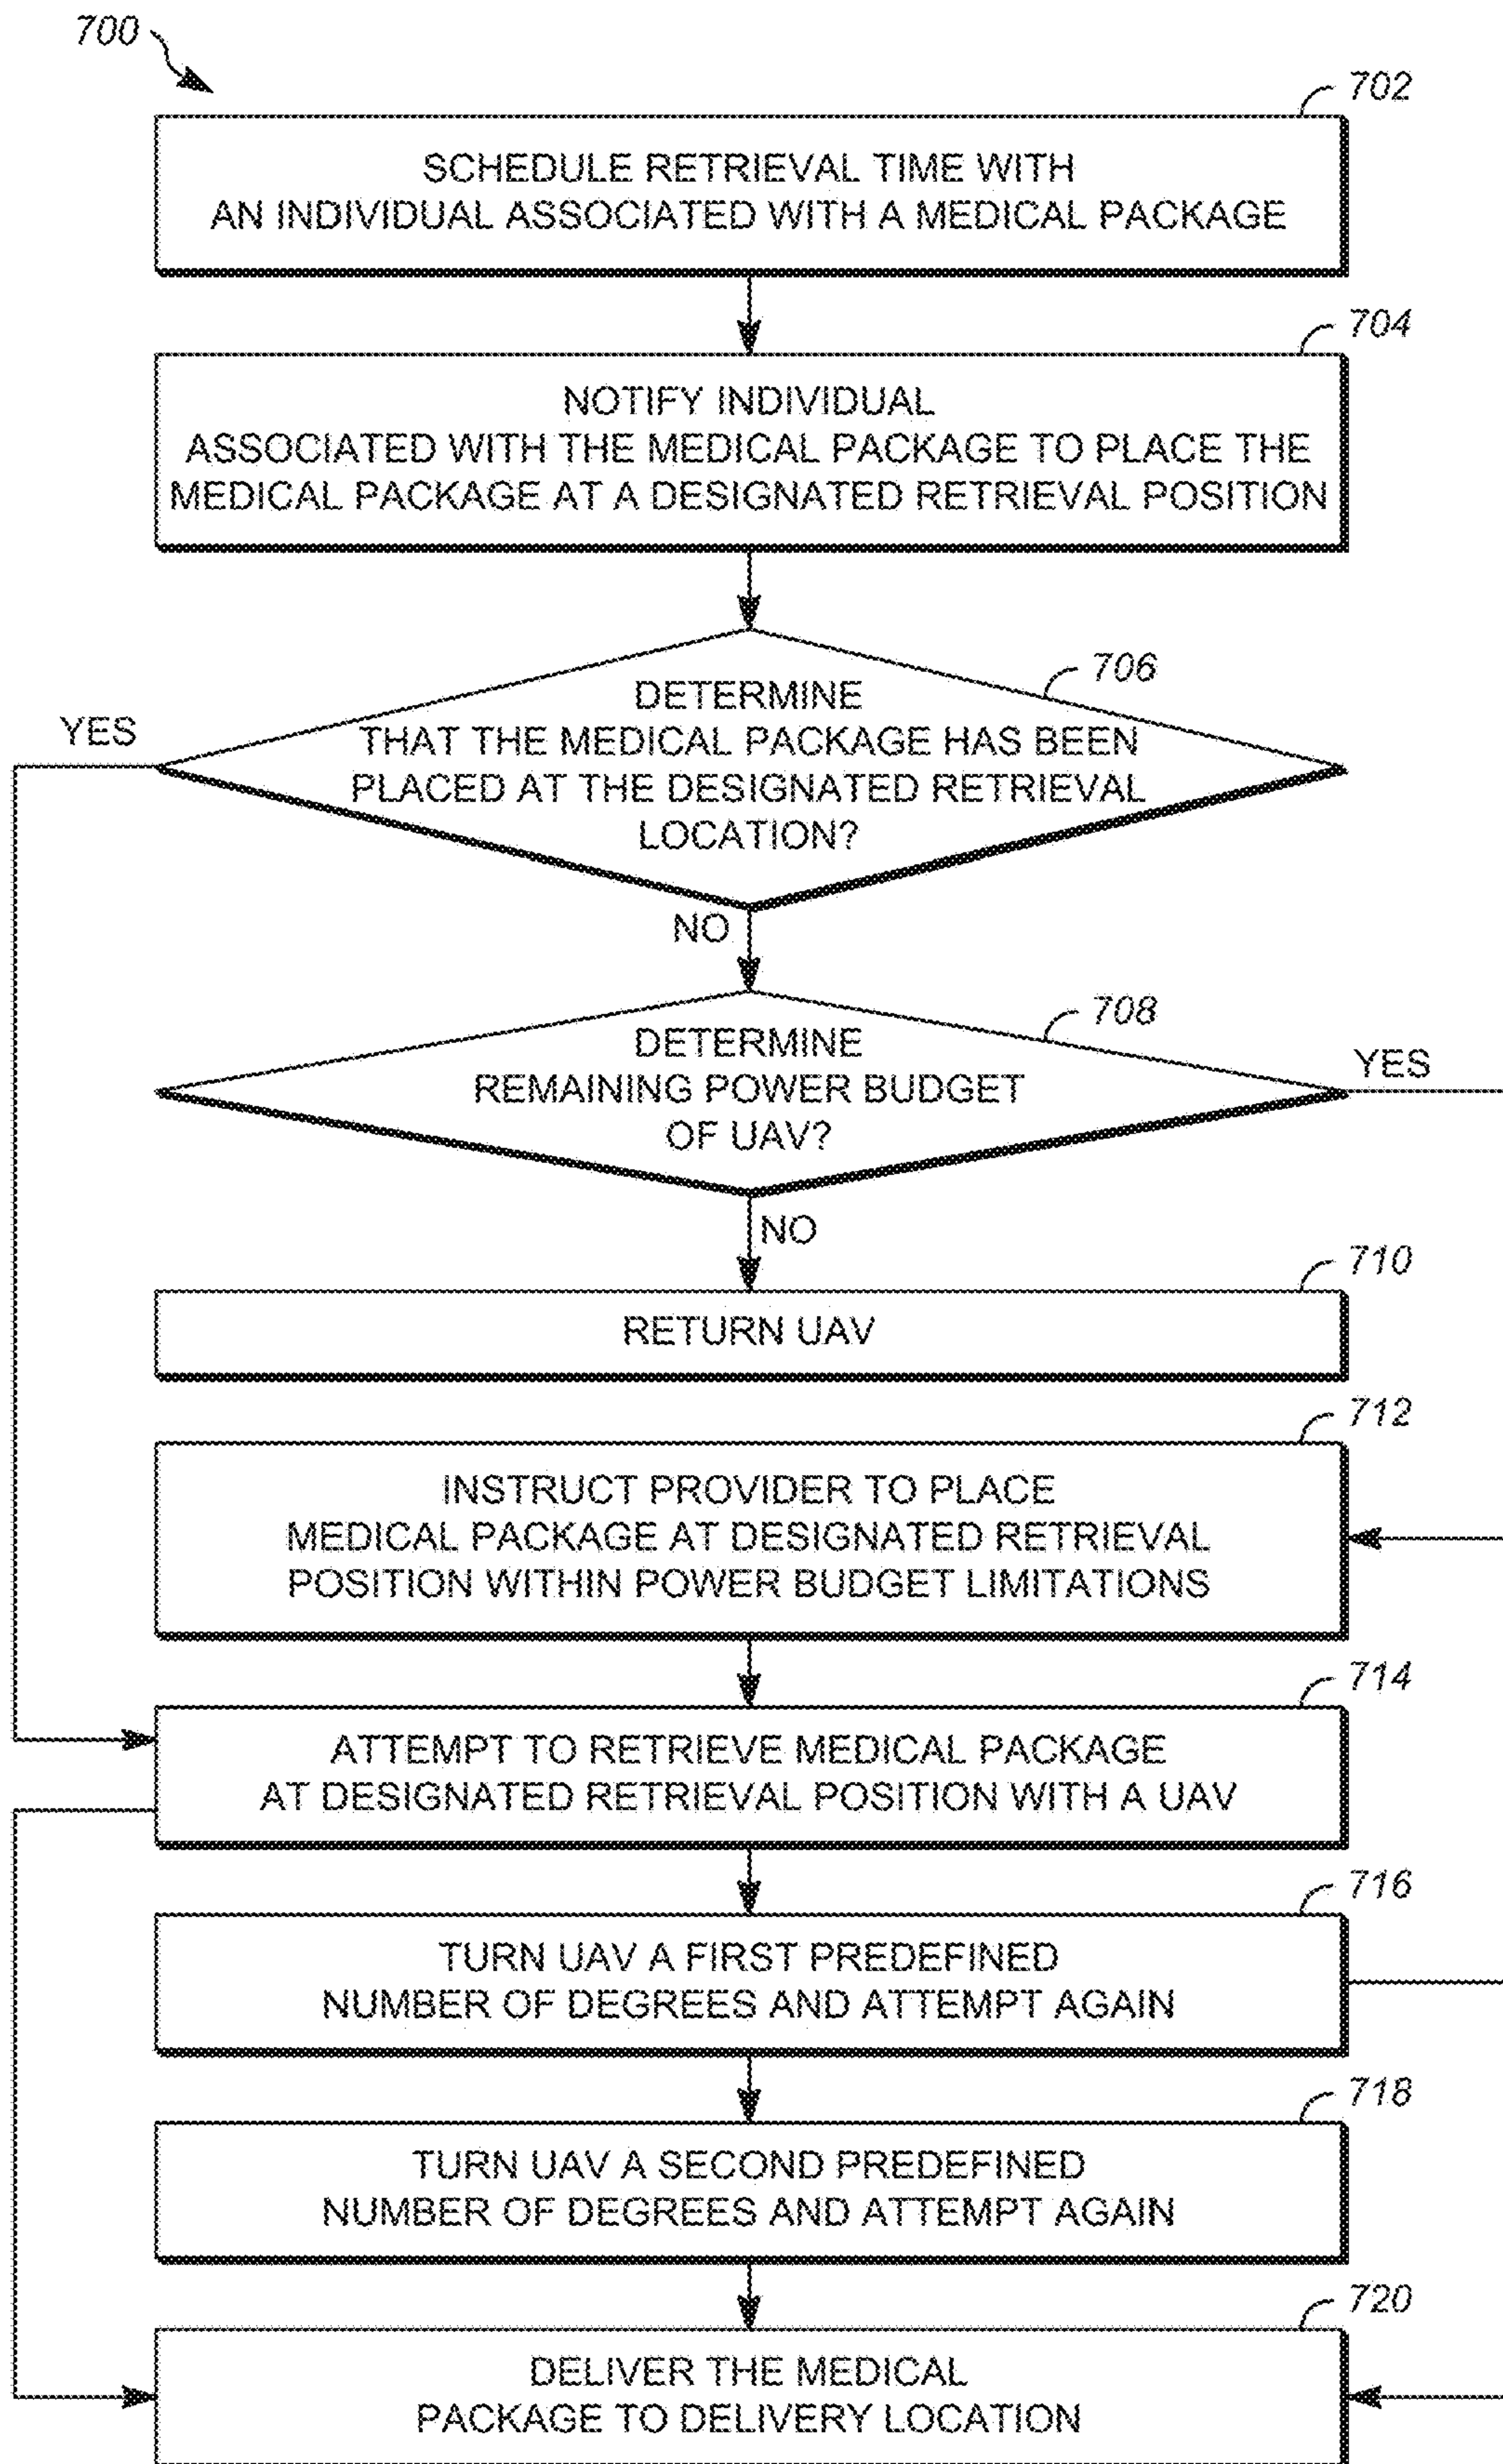 700
702
SCHEDULE RETRIEVAL TIME WITH
AN INDIVIDUAL ASSOCIATED WITH A MEDICAL PACKAGE
704
NOTIFY INDIVIDUAL
ASSOCIATED WITH THE MEDICAL PACKAGE TO PLACE THE
MEDICAL PACKAGE AT A DESIGNATED RETRIEVAL POSITION
706
DETERMINE
THAT THE MEDICAL PACKAGE HAS BEEN
PLACED AT THE DESIGNATED RETRIEVAL
LOCATION?
YES
NO
708
DETERMINE
REMAINING POWER BUDGET
OF UAV?
YES
NO
710
RETURN UAV
712
INSTRUCT PROVIDER TO PLACE
MEDICAL PACKAGE AT DESIGNATED RETRIEVAL
POSITION WITHIN POWER BUDGET LIMITATIONS
714
ATTEMPT TO RETRIEVE MEDICAL PACKAGE
AT DESIGNATED RETRIEVAL POSITION WITH A UAV
716
TURN UAV A FIRST PREDEFINED
NUMBER OF DEGREES AND ATTEMPT AGAIN
718
TURN UAV A SECOND PREDEFINED
NUMBER OF DEGREES AND ATTEMPT AGAIN
720
DELIVER THE MEDICAL
PACKAGE TO DELIVERY LOCATION